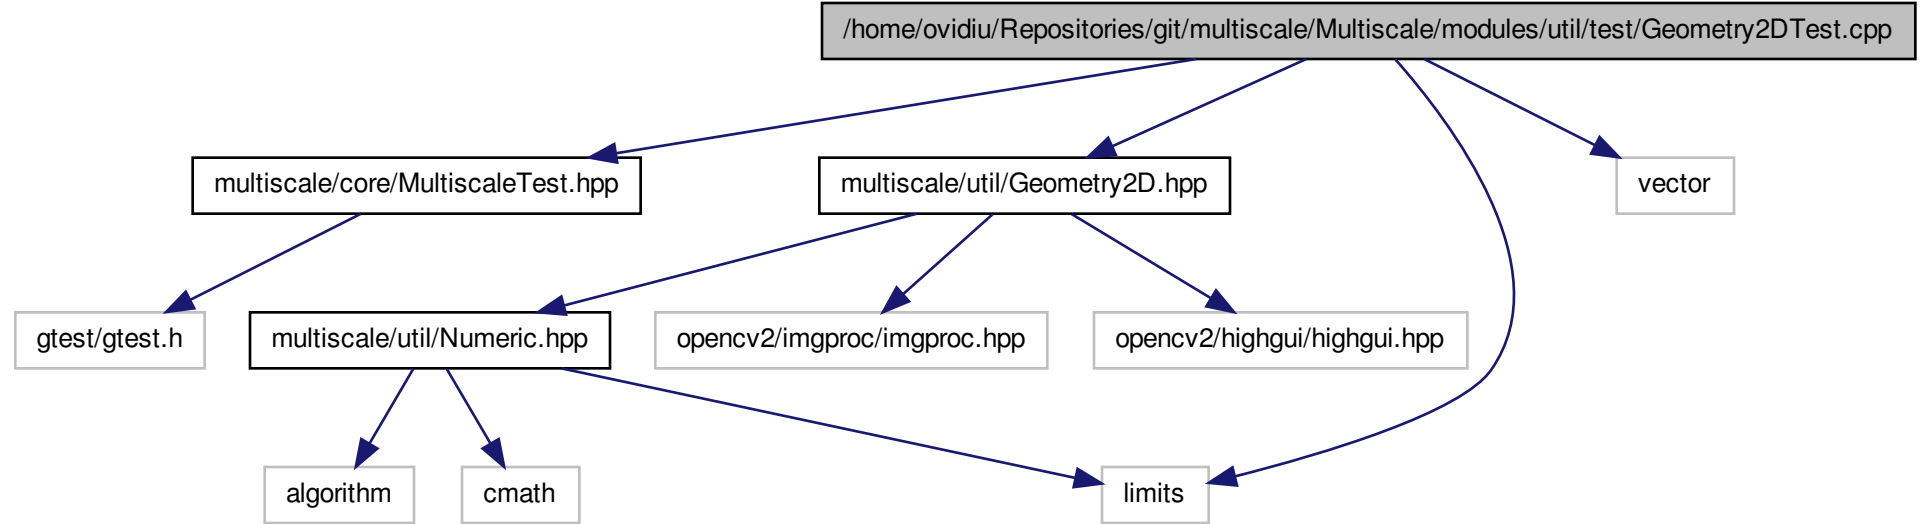 /home/ovidiu/Repositories/git/multiscale/Multiscale/modules/util/test/Geometry2DTest.cpp
multiscale/core/MultiscaleTest.hpp
multiscale/util/Geometry2D.hpp
vector
gtest/gtest.h
multiscale/util/Numeric.hpp
opencv2/imgproc/imgproc.hpp
opencv2/highgui/highgui.hpp
algorithm
cmath
limits